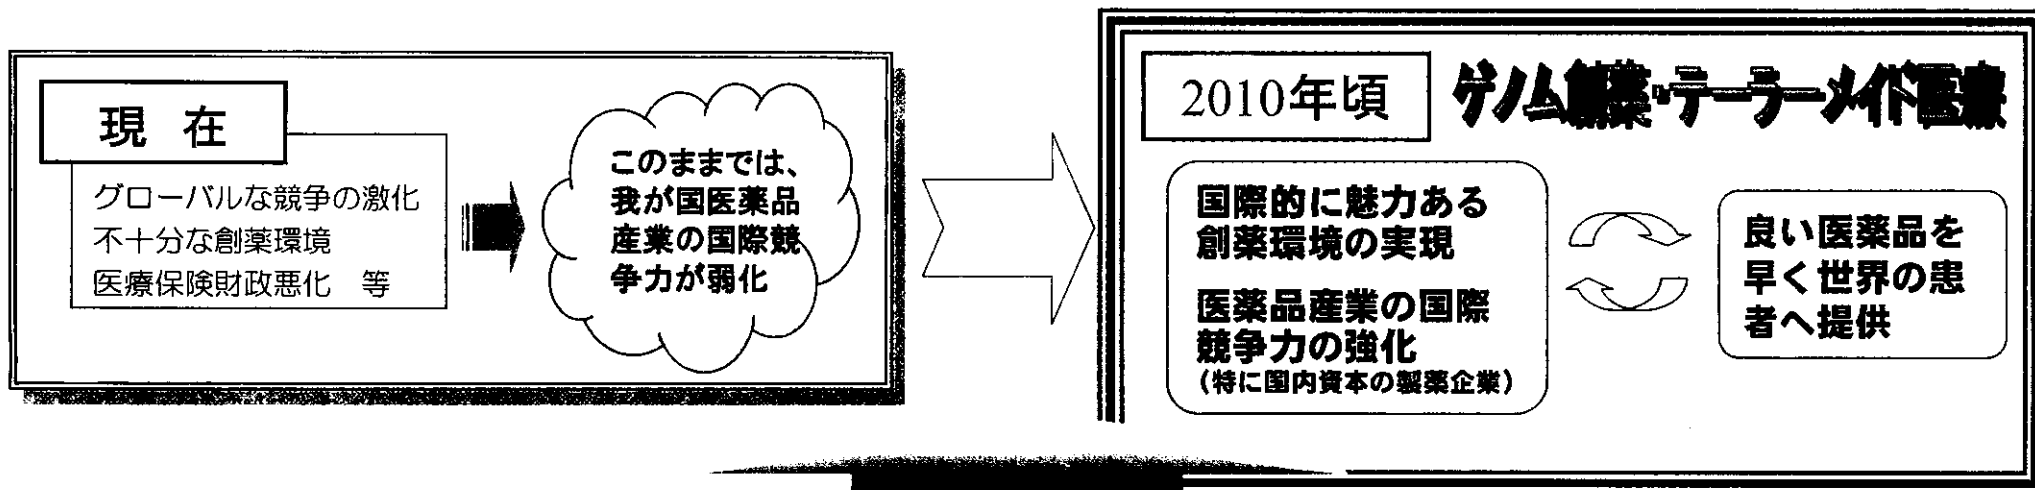 現 在
グローバルな競争の激化
不十分な創薬環境
医療保険財政悪化 等
このままでは、
我が国医薬品
産業の国際競
争力が弱化
2010年頃
ゲノム創薬・テーラーメイド医療
国際的に魅力ある
創薬環境の実現
医薬品産業の国際
競争力の強化
(特に国内資本の製薬企業)
良い医薬品を
早く世界の患
者へ提供